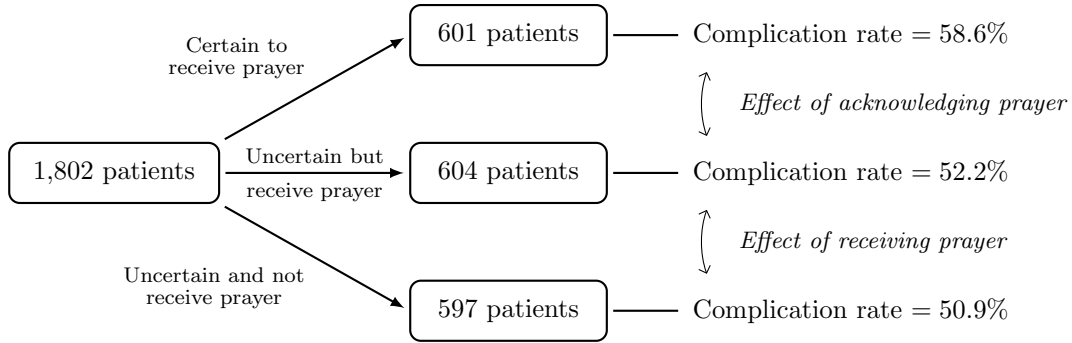 Certain to
receive prayer
601 patients
Complication rate = 58.6%
Effect of acknowledging prayer
1,802 patients
Uncertain but
receive prayer
604 patients
Complication rate = 52.2%
Effect of receiving prayer
Uncertain and not
receive prayer
597 patients
Complication rate = 50.9%